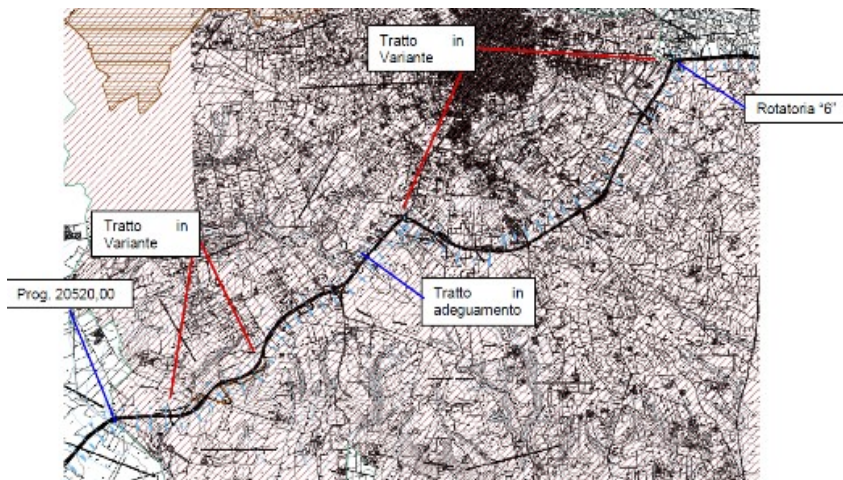 Tratto in
Variante
Rotatoria "6"
Tratto in
Variante
Prog. 20520,00
Tratto in
adeguamento